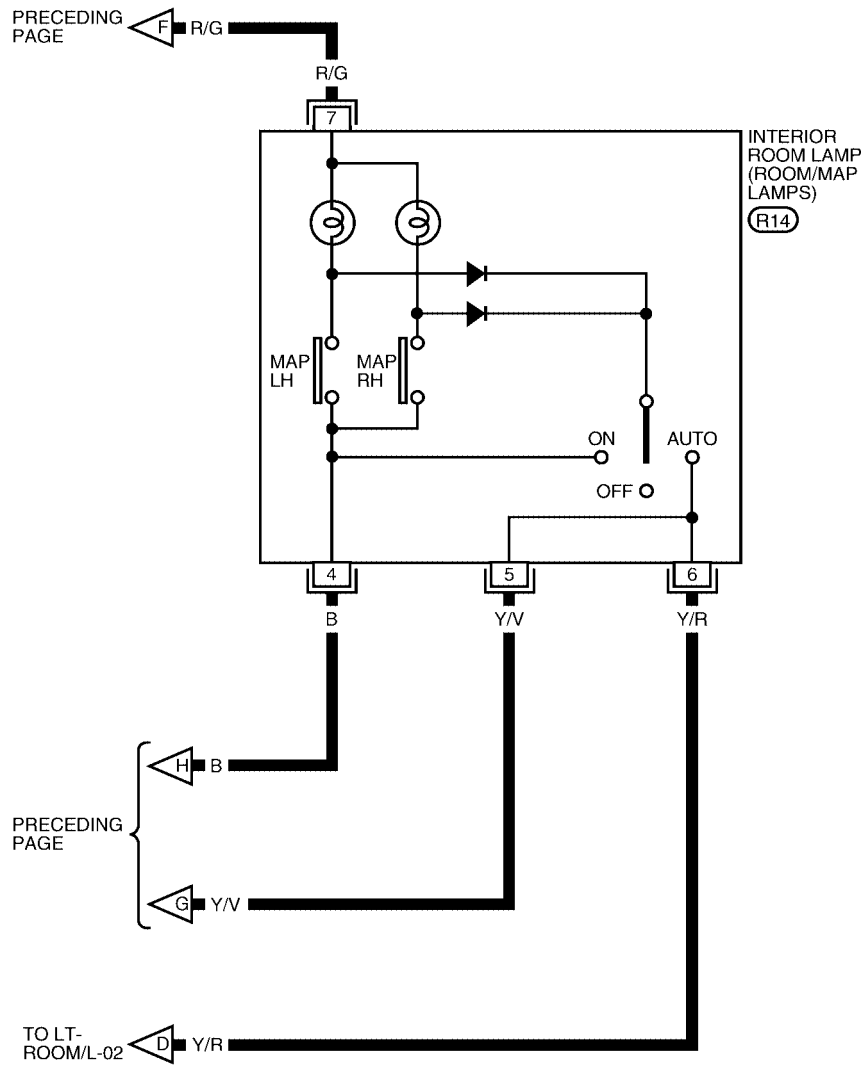 PRECEDING
PAGE
F
R/G
R/G
7
INTERIOR
ROOM LAMP
(ROOM/MAP
LAMPS)
R14
MAP
LH
MAP
RH
ON
AUTO
OFF
4
5
6
B
Y/V
Y/R
H
B
PRECEDING
PAGE
G
Y/V
TO LT-
ROOM/L-02
D
Y/R